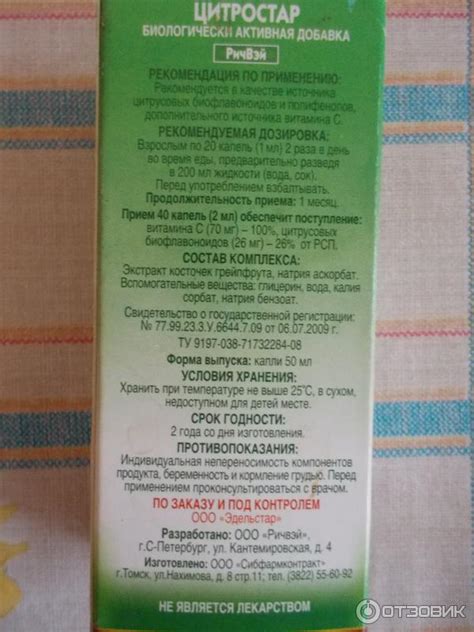 ЦИТРОСТАР
БИОЛОГИЧЕСКИ АКТИВНАЯ ДОБАВКА
РичВэй
РЕКОМЕНДАЦИЯ ПО ПРИМЕНЕНИЮ:
Рекомендуется в качестве источника
цитрусовых биофлавоноидов и полифенолов,
дополнительного источника витамина С.
РЕКОМЕНДУЕМАЯ ДОЗИРОВКА:
Взрослым по 20 капель (1 мл) 2 раза в день
во время еды, предварительно разведя
в 200 мл жидкости (вода, сок).
Перед употреблением взбалтывать.
Продолжительность приема: 1 месяц.
Прием 40 капель (2 мл) обеспечит поступление:
витамина С (70 мг) – 100%, цитрусовых
биофлавоноидов (26 мг) – 26% от РСП.
СОСТАВ КОМПЛЕКСА:
Экстракт косточек грейпфрута, натрия аскорбат.
Вспомогательные вещества: глицерин, вода, калия
сорбат, натрия бензоат.
Свидетельство о государственной регистрации:
№ 77.99.23.3.У.6644.7.09 от 06.07.2009 г.
ТУ 9197-038-71732264-08
Форма выпуска: капли 50 мл
УСЛОВИЯ ХРАНЕНИЯ:
Хранить при температуре не выше 25˚С, в сухом,
недоступном для детей месте.
СРОК ГОДНОСТИ:
2 года со дня изготовления.
ПРОТИВОПОКАЗАНИЯ:
Индивидуальная непереносимость компонентов
продукта, беременность и кормление грудью. Перед
применением проконсультироваться с врачом.
ПО ЗАКАЗУ И ПОД КОНТРОЛЕМ
ООО «Эдельстар»
Разработано: ООО «Ричвэй»,
г.С-Петербург, ул. Кантемировская, д. 4
Изготовлено: ООО «Сибфармконтракт»
г.Томск, ул.Нахимова, д. 8 стр.11; тел. (3822) 55-60-92
НЕ ЯВЛЯЕТСЯ ЛЕКАРСТВОМ
ОТЗОВИК